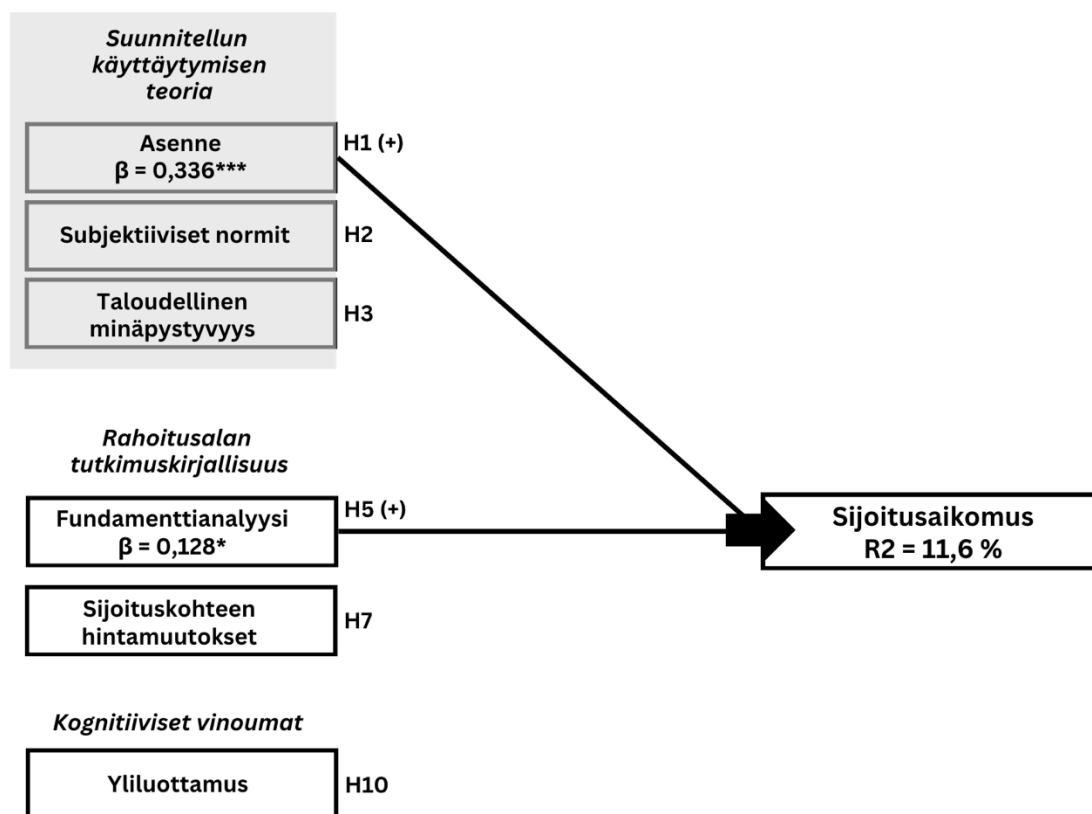 Suunnitellun
käyttäytymisen
teoria
Asenne
β = 0,336***
H1 (+)
Subjektiiviset normit
H2
Taloudellinen
minäpystyvyys
H3
Rahoitusalan
tutkimuskirjallisuus
Fundamenttianalyysi
β = 0,128*
H5 (+)
Sijoitusaikomus
R2 = 11,6 %
Sijoituskohteen
hintamuutokset
H7
Kognitiiviset vinoumat
Yliluottamus
H10